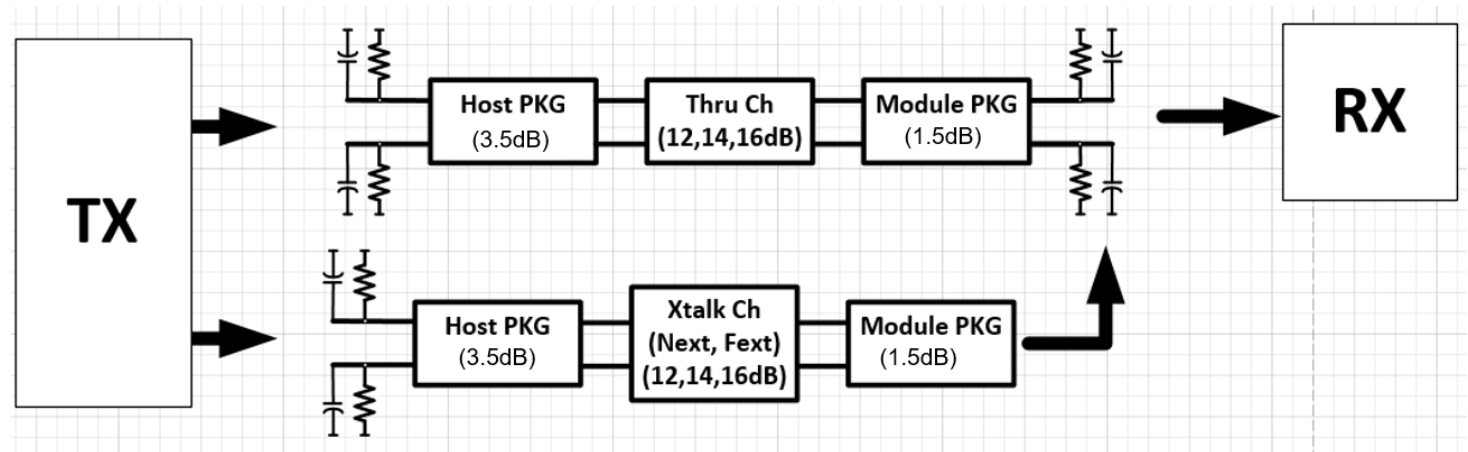 TX
Host PKG
(3.5dB)
Thru Ch
(12,14,16dB)
Module PKG
(1.5dB)
RX
Host PKG
(3.5dB)
Xtalk Ch
(Next, Fext)
(12,14,16dB)
Module PKG
(1.5dB)